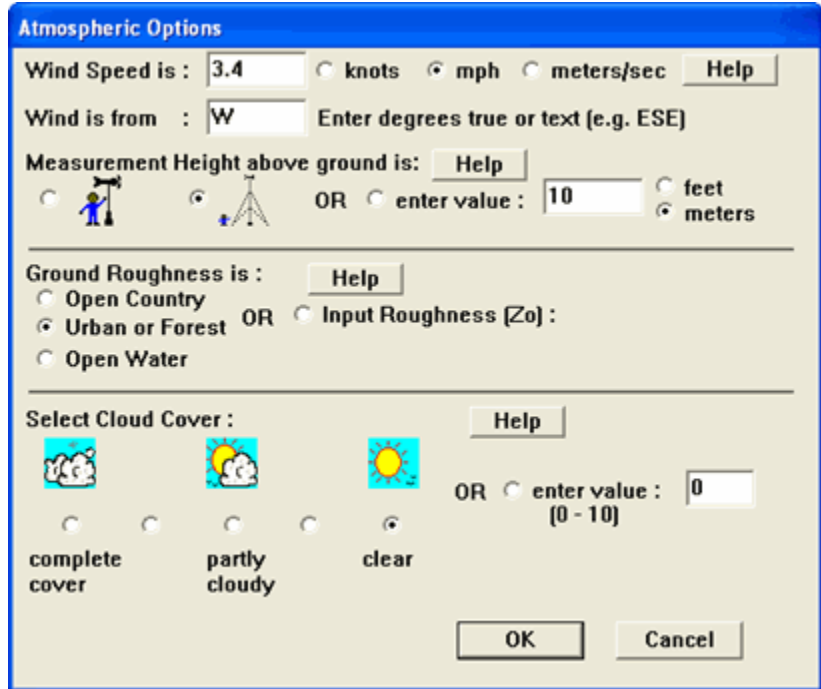 Atmospheric Options
Wind Speed is : 3.4 knots mph meters/sec Help
Wind is from : W Enter degrees true or text (e.g. ESE)
Measurement Height above ground is: Help
OR enter value : 10 feet
meters
Ground Roughness is : Help
Open Country
Urban or Forest OR Input Roughness (Zo) :
Open Water
Select Cloud Cover : Help
OR enter value : 0
(0 - 10)
complete cover
partly cloudy
clear
OK Cancel